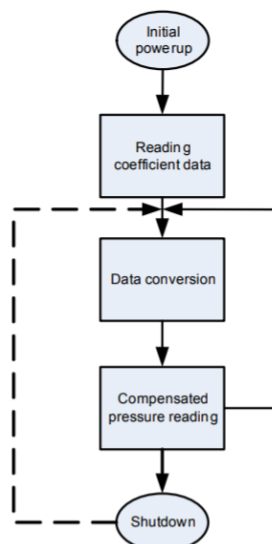 Initial
powerup
Reading
coefficient data
Data conversion
Compensated
pressure reading
Shutdown